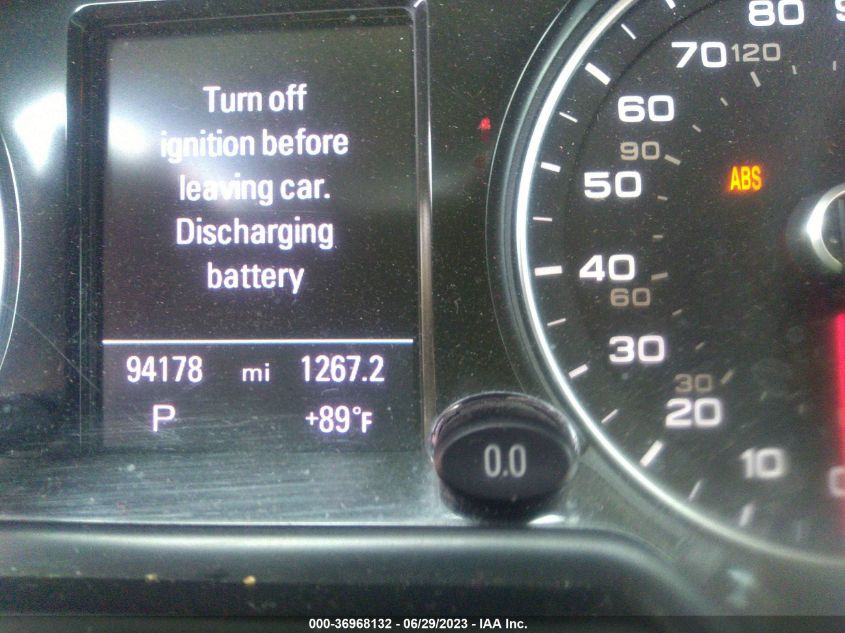 Turn off
ignition before
leaving car.
Discharging
battery
94178 mi 1267.2
P +89°F
0.0
80
70 120
60
90
50
ABS
40
60
30
30
20
10
000-36968132 - 06/29/2023 - IAA Inc.